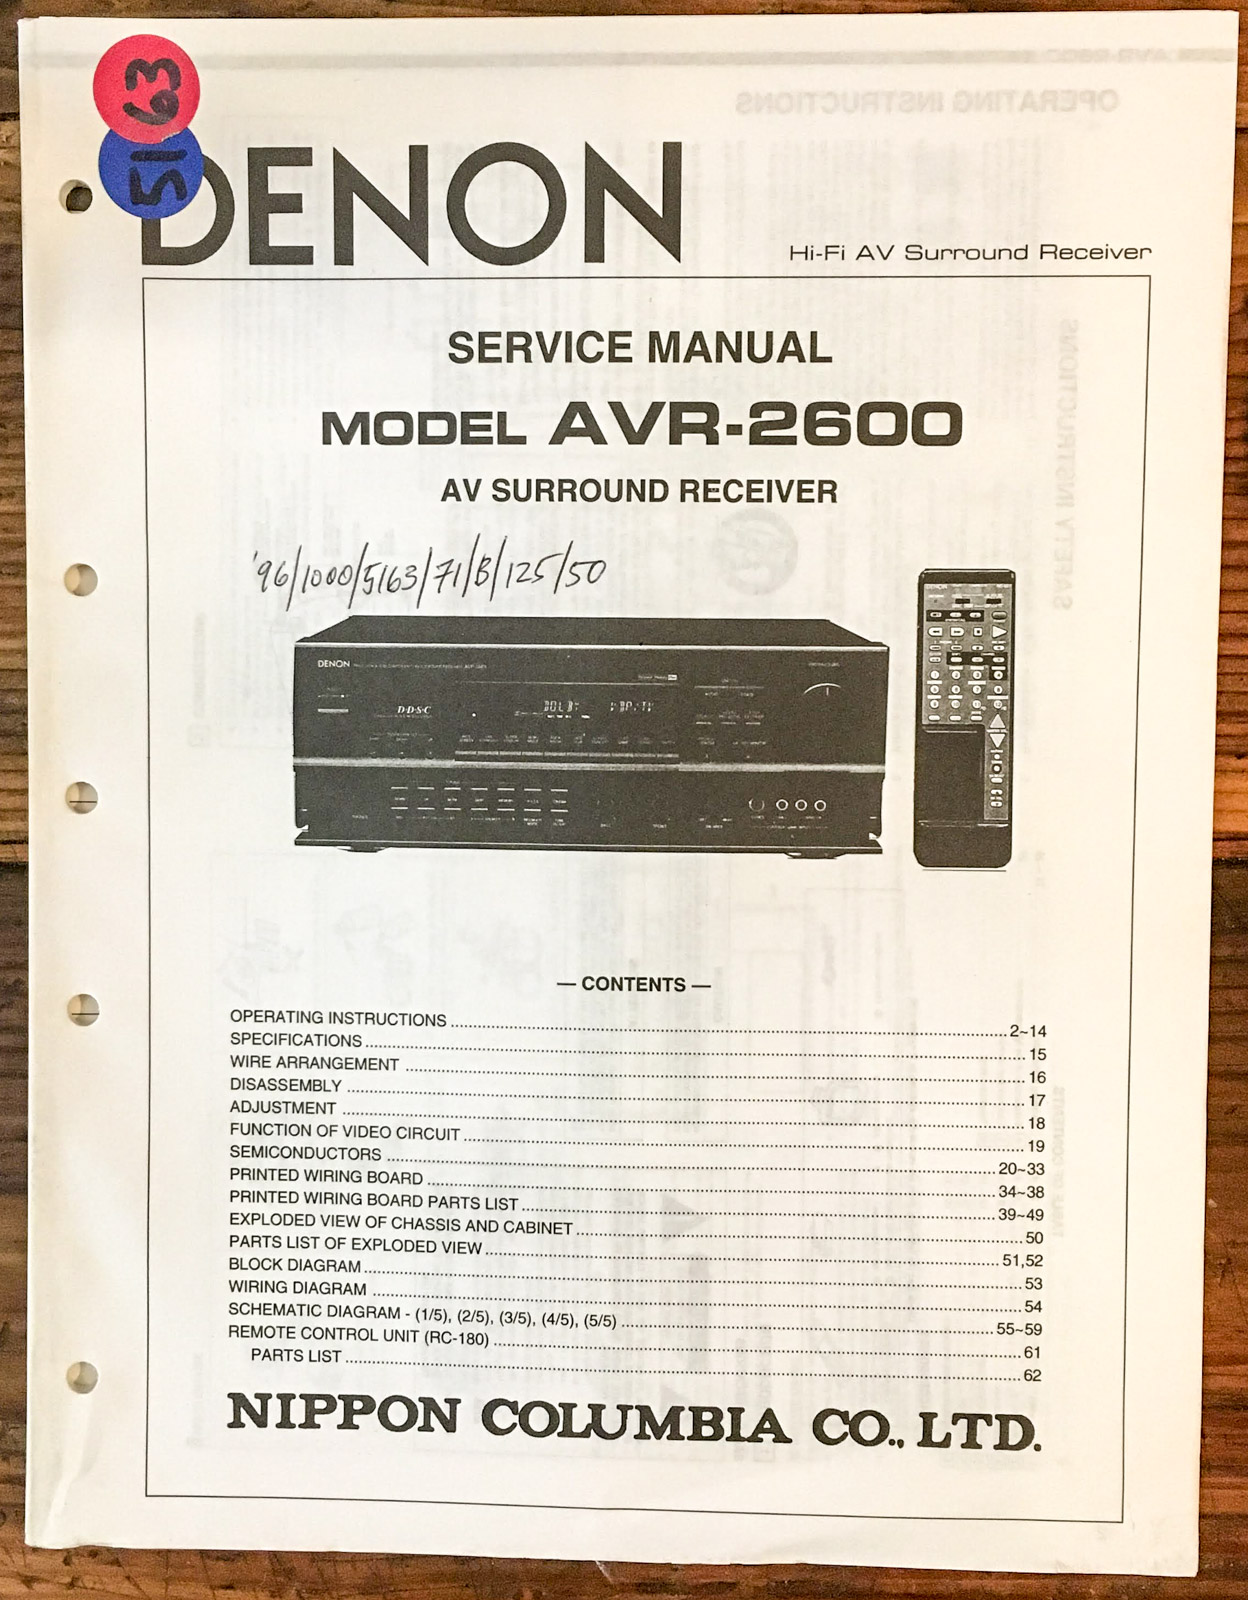 63
51
DENON
Hi-Fi AV Surround Receiver
SERVICE MANUAL
MODEL AVR-2600
AV SURROUND RECEIVER
'96/1000/5163/71/B/125/50
DENON
D·D·S·C
— CONTENTS —
OPERATING INSTRUCTIONS ........ 2~14
SPECIFICATIONS ........ 15
WIRE ARRANGEMENT ........ 16
DISASSEMBLY ........ 17
ADJUSTMENT ........ 18
FUNCTION OF VIDEO CIRCUIT ........ 19
SEMICONDUCTORS ........ 20~33
PRINTED WIRING BOARD ........ 34~38
PRINTED WIRING BOARD PARTS LIST ........ 39~49
EXPLODED VIEW OF CHASSIS AND CABINET ........ 50
PARTS LIST OF EXPLODED VIEW ........ 51,52
BLOCK DIAGRAM ........ 53
WIRING DIAGRAM ........ 54
SCHEMATIC DIAGRAM - (1/5), (2/5), (3/5), (4/5), (5/5) ........ 55~59
REMOTE CONTROL UNIT (RC-180) ........ 61
PARTS LIST ........ 62
NIPPON COLUMBIA CO., LTD.